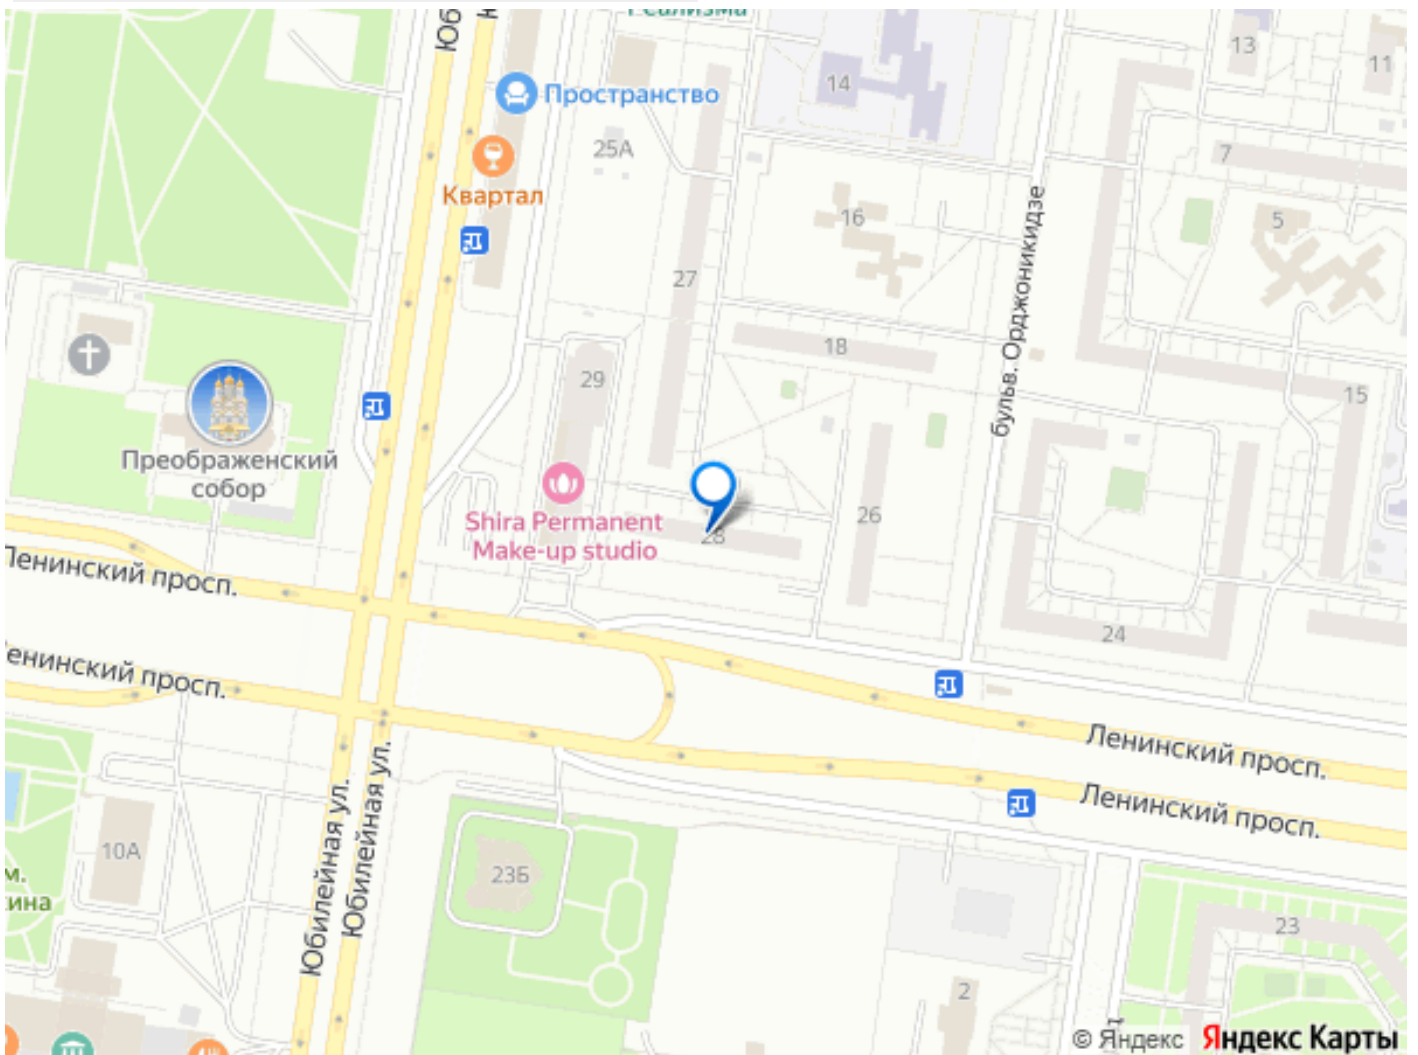 Юб
Пространство
Квартал
25А
14
13
11
7
16
5
27
18
29
15
бульв. Орджоникидзе
Преображенский
собор
Shira Permanent
Make-up studio
28
26
24
Ленинский просп.
Ленинский просп.
Ленинский просп.
Юбилейная ул.
Юбилейная ул.
10А
23Б
23
2
м.
ина
© Яндекс Яндекс Карты